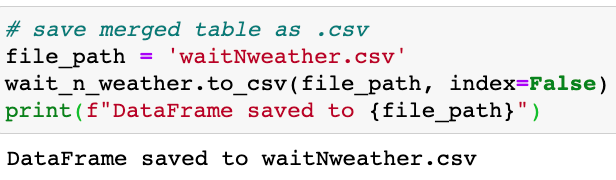 # save merged table as .csv
file_path = 'waitNweather.csv'
wait_n_weather.to_csv(file_path, index=False)
print(f"DataFrame saved to {file_path}")
DataFrame saved to waitNweather.csv